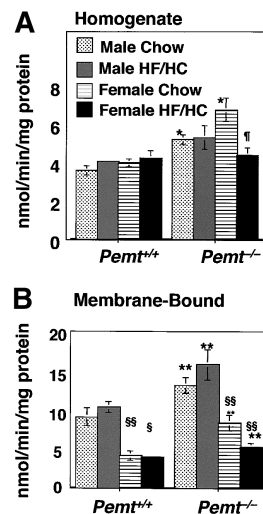 A Homogenate
Male Chow
Male HF/HC
Female Chow
Female HF/HC
nmol/min/mg protein
8
6
4
2
0
*
*
¶
Pemt+/+
Pemt–/–
B Membrane-Bound
nmol/min/mg protein
20
15
10
5
0
§§
§
**
**
§§
**
§§
**
Pemt+/+
Pemt–/–